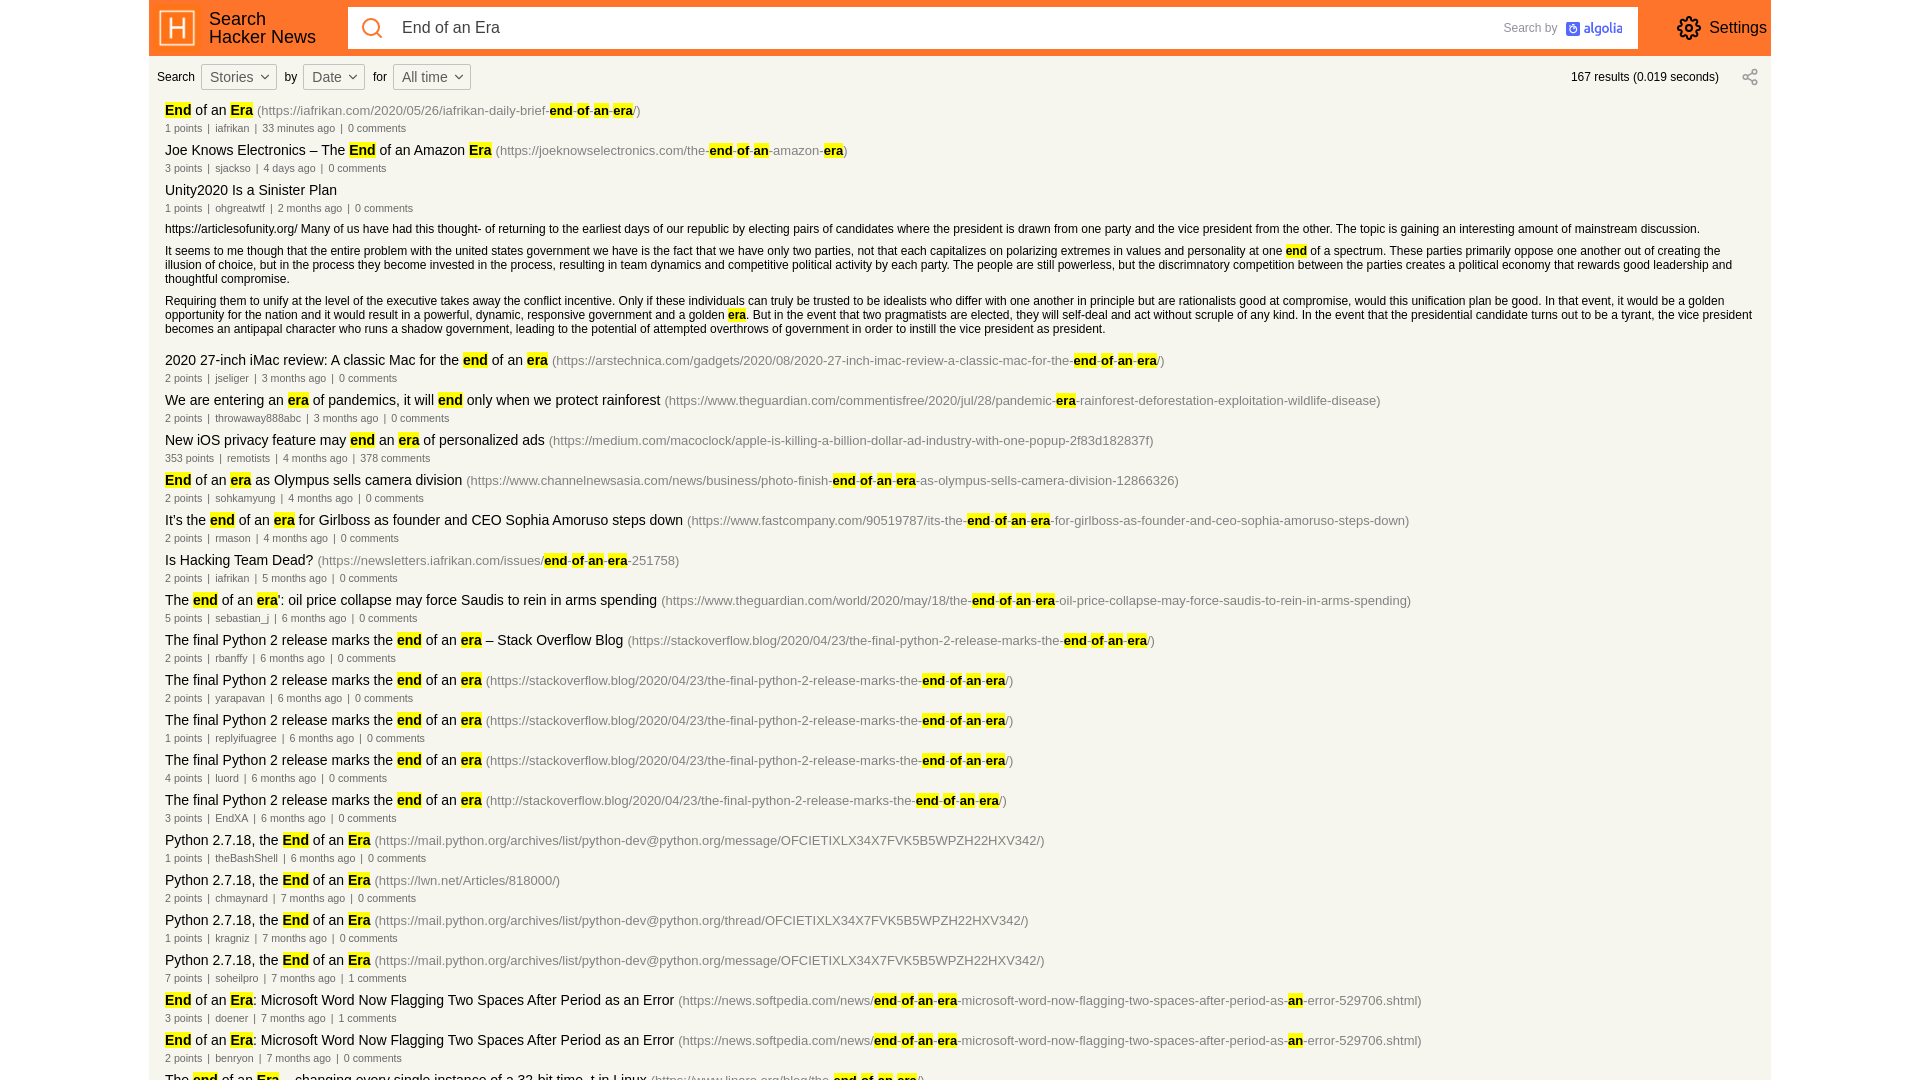 Search
Hacker News
End of an Era
Search by algolia
Settings
Search Stories by Date for All time
167 results (0.019 seconds)
End of an Era (https://iafrikan.com/2020/05/26/iafrikan-daily-brief-end-of-an-era/)
1 points | iafrikan | 33 minutes ago | 0 comments
Joe Knows Electronics – The End of an Amazon Era (https://joeknowselectronics.com/the-end-of-an-amazon-era)
3 points | sjackso | 4 days ago | 0 comments
Unity2020 Is a Sinister Plan
1 points | ohgreatwtf | 2 months ago | 0 comments
https://articlesofunity.org/ Many of us have had this thought- of returning to the earliest days of our republic by electing pairs of candidates where the president is drawn from one party and the vice president from the other. The topic is gaining an interesting amount of mainstream discussion.
It seems to me though that the entire problem with the united states government we have is the fact that we have only two parties, not that each capitalizes on polarizing extremes in values and personality at one end of a spectrum. These parties primarily oppose one another out of creating the
illusion of choice, but in the process they become invested in the process, resulting in team dynamics and competitive political activity by each party. The people are still powerless, but the discrimnatory competition between the parties creates a political economy that rewards good leadership and
thoughtful compromise.
Requiring them to unify at the level of the executive takes away the conflict incentive. Only if these individuals can truly be trusted to be idealists who differ with one another in principle but are rationalists good at compromise, would this unification plan be good. In that event, it would be a golden
opportunity for the nation and it would result in a powerful, dynamic, responsive government and a golden era. But in the event that two pragmatists are elected, they will self-deal and act without scruple of any kind. In the event that the presidential candidate turns out to be a tyrant, the vice president
becomes an antipapal character who runs a shadow government, leading to the potential of attempted overthrows of government in order to instill the vice president as president.
2020 27-inch iMac review: A classic Mac for the end of an era (https://arstechnica.com/gadgets/2020/08/2020-27-inch-imac-review-a-classic-mac-for-the-end-of-an-era/)
2 points | jseliger | 3 months ago | 0 comments
We are entering an era of pandemics, it will end only when we protect rainforest (https://www.theguardian.com/commentisfree/2020/jul/28/pandemic-era-rainforest-deforestation-exploitation-wildlife-disease)
2 points | throwaway888abc | 3 months ago | 0 comments
New iOS privacy feature may end an era of personalized ads (https://medium.com/macoclock/apple-is-killing-a-billion-dollar-ad-industry-with-one-popup-2f83d182837f)
353 points | remotists | 4 months ago | 378 comments
End of an era as Olympus sells camera division (https://www.channelnewsasia.com/news/business/photo-finish-end-of-an-era-as-olympus-sells-camera-division-12866326)
2 points | sohkamyung | 4 months ago | 0 comments
It's the end of an era for Girlboss as founder and CEO Sophia Amoruso steps down (https://www.fastcompany.com/90519787/its-the-end-of-an-era-for-girlboss-as-founder-and-ceo-sophia-amoruso-steps-down)
2 points | rmason | 4 months ago | 0 comments
Is Hacking Team Dead? (https://newsletters.iafrikan.com/issues/end-of-an-era-251758)
2 points | iafrikan | 5 months ago | 0 comments
The end of an era': oil price collapse may force Saudis to rein in arms spending (https://www.theguardian.com/world/2020/may/18/the-end-of-an-era-oil-price-collapse-may-force-saudis-to-rein-in-arms-spending)
5 points | sebastian_j | 6 months ago | 0 comments
The final Python 2 release marks the end of an era – Stack Overflow Blog (https://stackoverflow.blog/2020/04/23/the-final-python-2-release-marks-the-end-of-an-era/)
2 points | rbanffy | 6 months ago | 0 comments
The final Python 2 release marks the end of an era (https://stackoverflow.blog/2020/04/23/the-final-python-2-release-marks-the-end-of-an-era/)
2 points | yarapavan | 6 months ago | 0 comments
The final Python 2 release marks the end of an era (https://stackoverflow.blog/2020/04/23/the-final-python-2-release-marks-the-end-of-an-era/)
1 points | replyifuagree | 6 months ago | 0 comments
The final Python 2 release marks the end of an era (https://stackoverflow.blog/2020/04/23/the-final-python-2-release-marks-the-end-of-an-era/)
4 points | luord | 6 months ago | 0 comments
The final Python 2 release marks the end of an era (http://stackoverflow.blog/2020/04/23/the-final-python-2-release-marks-the-end-of-an-era/)
3 points | EndXA | 6 months ago | 0 comments
Python 2.7.18, the End of an Era (https://mail.python.org/archives/list/python-dev@python.org/message/OFCIETIXLX34X7FVK5B5WPZH22HXV342/)
1 points | theBashShell | 6 months ago | 0 comments
Python 2.7.18, the End of an Era (https://lwn.net/Articles/818000/)
2 points | chmaynard | 7 months ago | 0 comments
Python 2.7.18, the End of an Era (https://mail.python.org/archives/list/python-dev@python.org/thread/OFCIETIXLX34X7FVK5B5WPZH22HXV342/)
1 points | kragniz | 7 months ago | 0 comments
Python 2.7.18, the End of an Era (https://mail.python.org/archives/list/python-dev@python.org/message/OFCIETIXLX34X7FVK5B5WPZH22HXV342/)
7 points | soheilpro | 7 months ago | 1 comments
End of an Era: Microsoft Word Now Flagging Two Spaces After Period as an Error (https://news.softpedia.com/news/end-of-an-era-microsoft-word-now-flagging-two-spaces-after-period-as-an-error-529706.shtml)
3 points | doener | 7 months ago | 1 comments
End of an Era: Microsoft Word Now Flagging Two Spaces After Period as an Error (https://news.softpedia.com/news/end-of-an-era-microsoft-word-now-flagging-two-spaces-after-period-as-an-error-529706.shtml)
2 points | benryon | 7 months ago | 0 comments
The end of an Era – changing every single instance of a 32-bit time_t in Linux (https://www.linaro.org/blog/the-end-of-an-era/)